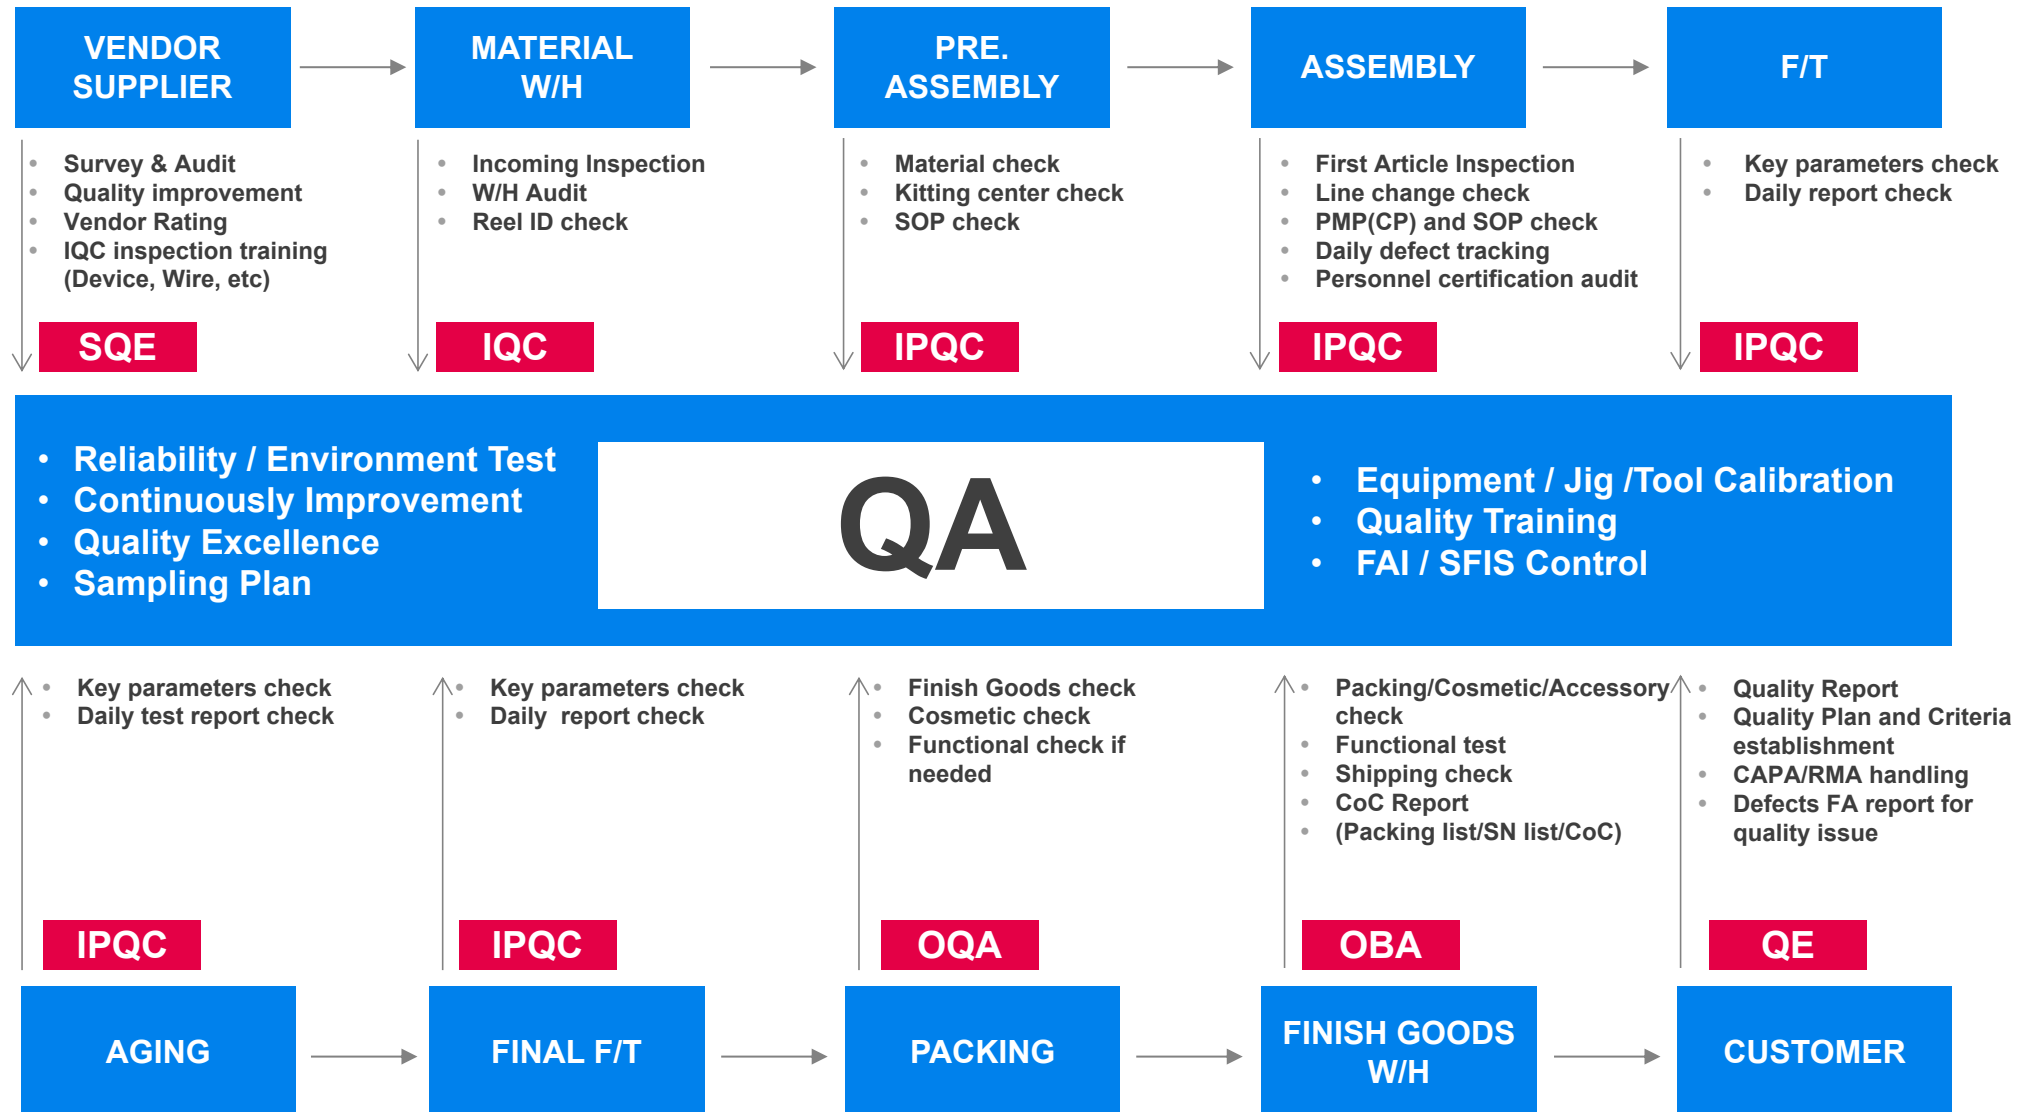 VENDOR
SUPPLIER
MATERIAL
W/H
PRE.
ASSEMBLY
ASSEMBLY
F/T
• Survey & Audit
• Quality improvement
• Vendor Rating
• IQC inspection training
(Device, Wire, etc)
SQE
• Incoming Inspection
• W/H Audit
• Reel ID check
IQC
• Material check
• Kitting center check
• SOP check
IPQC
• First Article Inspection
• Line change check
• PMP(CP) and SOP check
• Daily defect tracking
• Personnel certification audit
IPQC
• Key parameters check
• Daily report check
IPQC
• Reliability / Environment Test
• Continuously Improvement
• Quality Excellence
• Sampling Plan
QA
• Equipment / Jig /Tool Calibration
• Quality Training
• FAI / SFIS Control
• Key parameters check
• Daily test report check
IPQC
• Key parameters check
• Daily  report check
IPQC
• Finish Goods check
• Cosmetic check
• Functional check if
needed
OQA
• Packing/Cosmetic/Accessory
check
• Functional test
• Shipping check
• CoC Report
• (Packing list/SN list/CoC)
OBA
• Quality Report
• Quality Plan and Criteria
establishment
• CAPA/RMA handling
• Defects FA report for
quality issue
QE
AGING
FINAL F/T
PACKING
FINISH GOODS
W/H
CUSTOMER